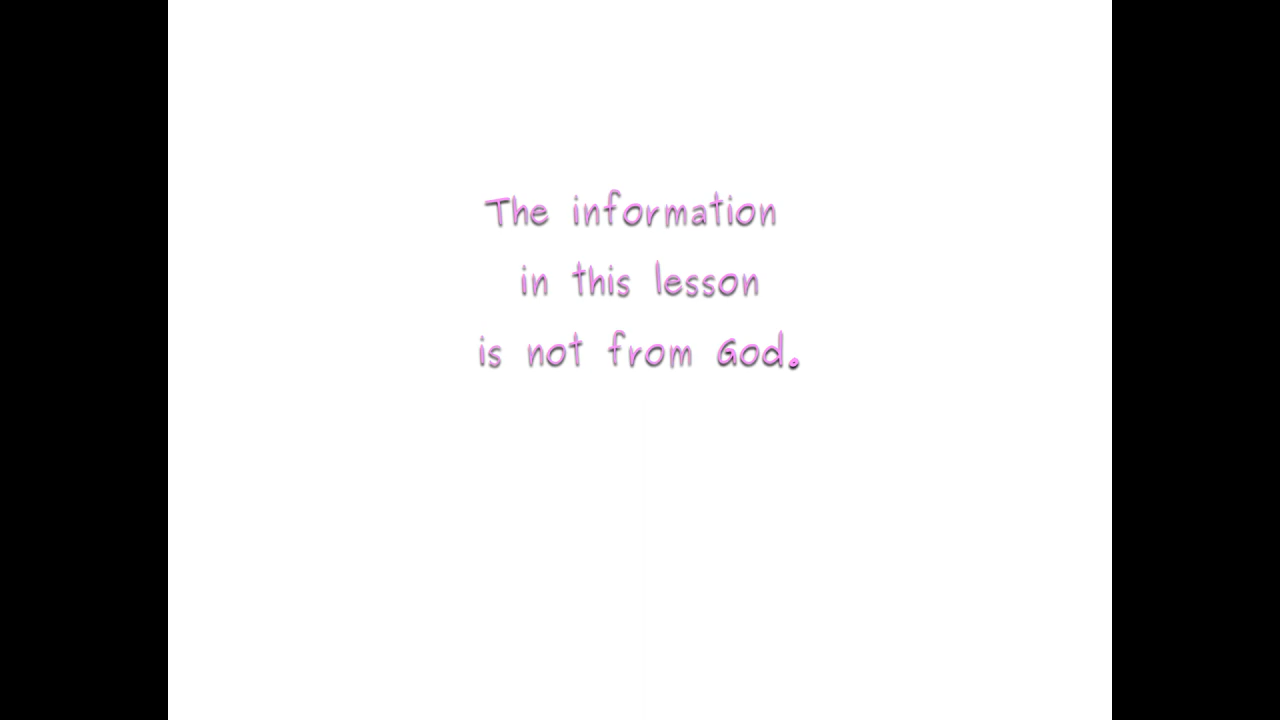 The information
in this lesson
is not from God.